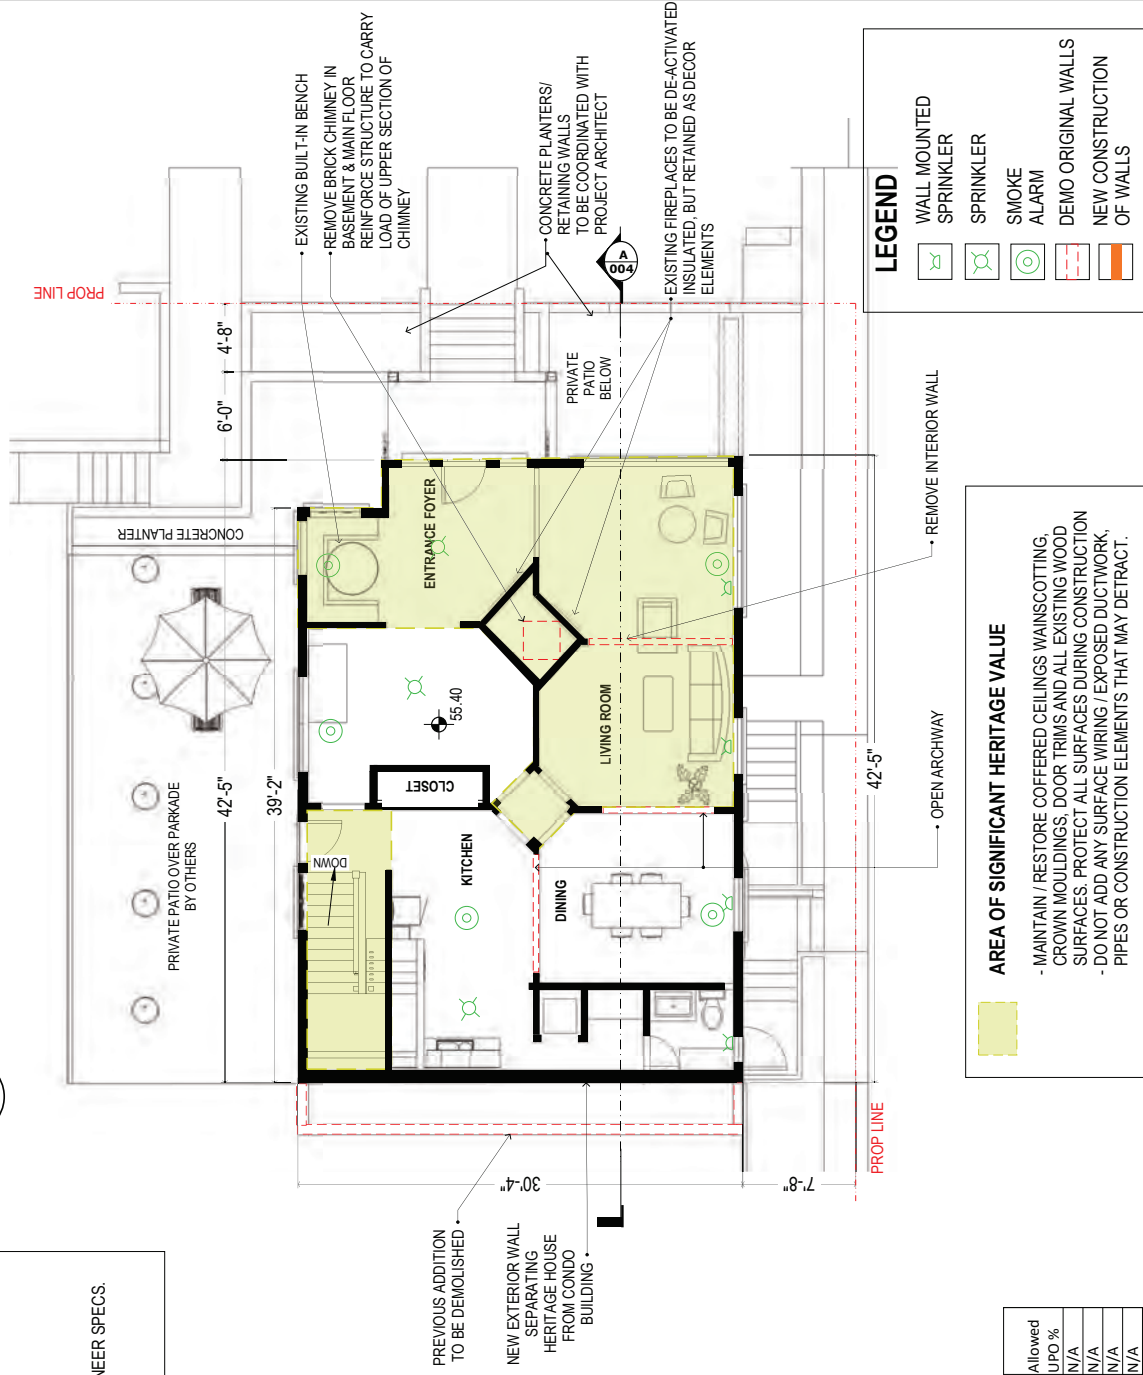 EXISTING BUILT-IN BENCH
REMOVE BRICK CHIMNEY IN
BASEMENT & MAIN FLOOR
REINFORCE STRUCTURE TO CARRY
LOAD OF UPPER SECTION OF
CHIMNEY
CONCRETE PLANTERS/
RETAINING WALLS
TO BE COORDINATED WITH
PROJECT ARCHITECT
EXISTING FIREPLACES TO BE DE-ACTIVATED
INSULATED, BUT RETAINED AS DECOR
ELEMENTS
A
004
PROP LINE
4'-8"
6'-0"
42'-5"
39'-2"
CONCRETE PLANTER
PRIVATE PATIO OVER PARKADE
BY OTHERS
PRIVATE
PATIO
BELOW
ENTRANCE FOYER
LIVING ROOM
55.40
CLOSET
KITCHEN
DINING
DOWN
REMOVE INTERIOR WALL
OPEN ARCHWAY
42'-5"
30'-4"
7'-8"
PROP LINE
PREVIOUS ADDITION
TO BE DEMOLISHED
NEW EXTERIOR WALL
SEPARATING
HERITAGE HOUSE
FROM CONDO
BUILDING
LEGEND
WALL MOUNTED
SPRINKLER
SPRINKLER
SMOKE
ALARM
DEMO ORIGINAL WALLS
NEW CONSTRUCTION
OF WALLS
AREA OF SIGNIFICANT HERITAGE VALUE
- MAINTAIN / RESTORE COFFERED CEILINGS WAINSCOTTING,
CROWN MOULDINGS, DOOR TRIMS AND ALL EXISTING WOOD
SURFACES. PROTECT ALL SURFACES DURING CONSTRUCTION
- DO NOT ADD ANY SURFACE WIRING / EXPOSED DUCTWORK,
PIPES OR CONSTRUCTION ELEMENTS THAT MAY DETRACT.
NEER SPECS.
Allowed
UPO %
N/A
N/A
N/A
N/A